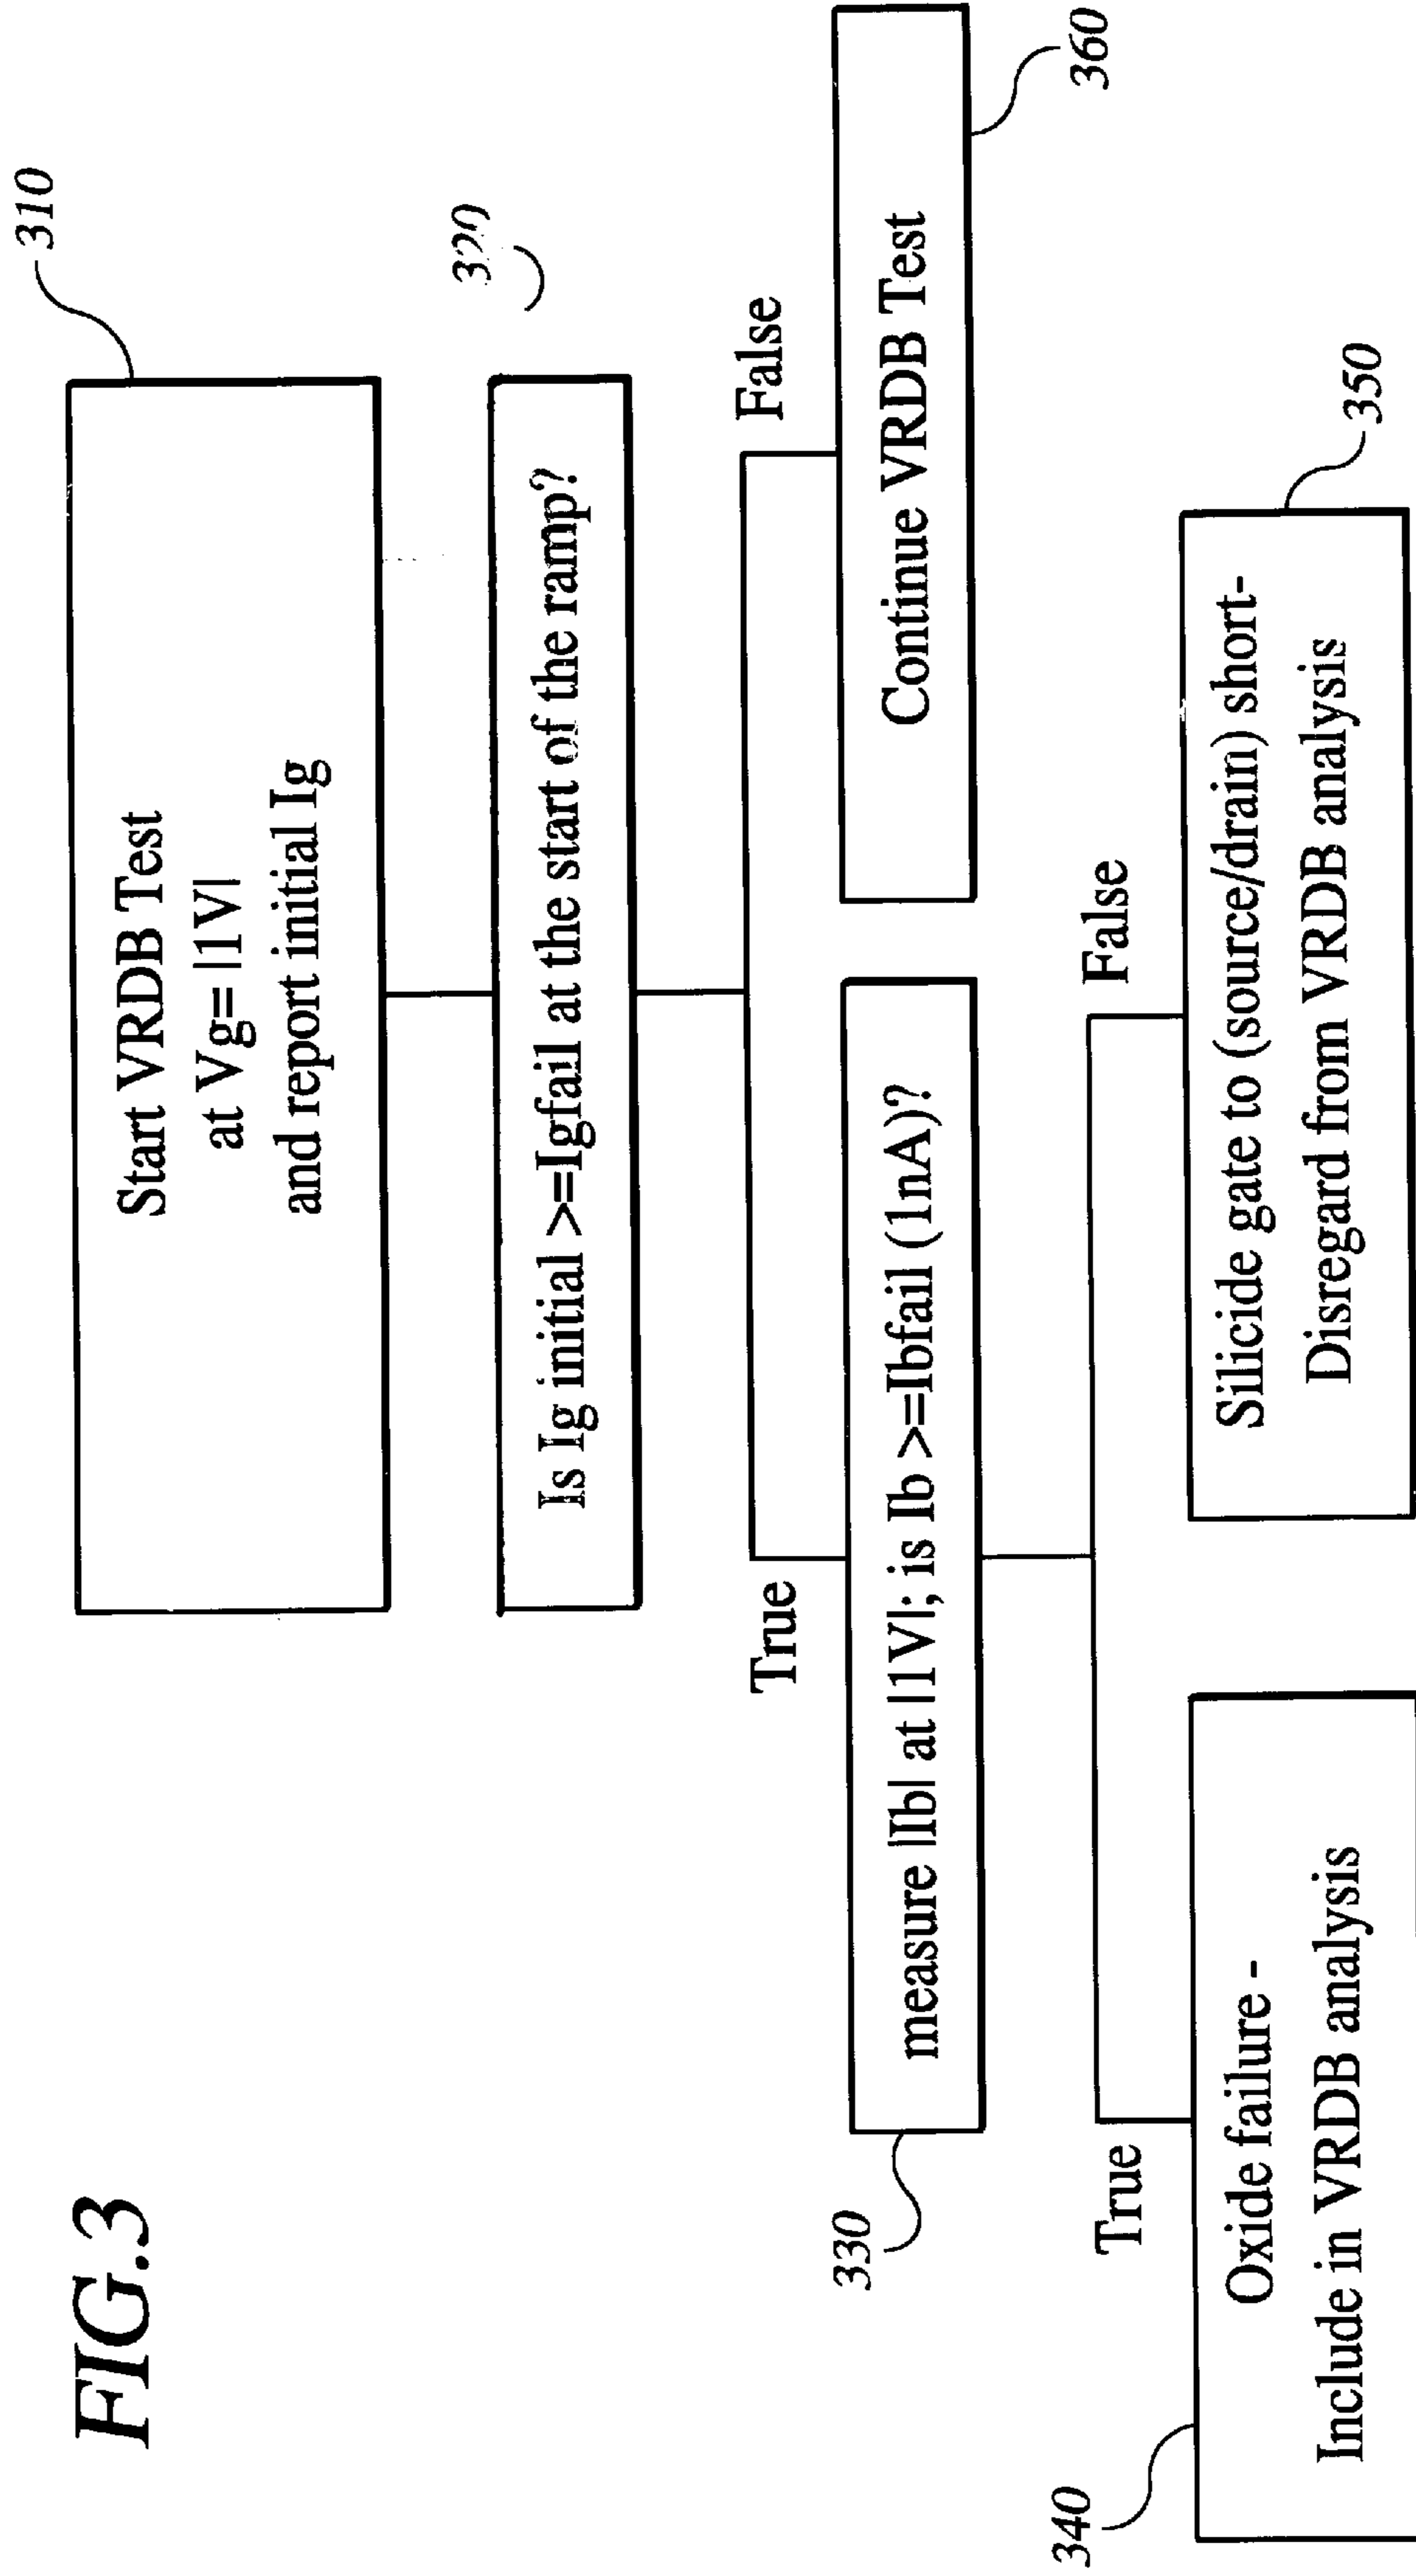 FIG.3
310
Start VRDB Test
at Vg= |1V|
and report initial Ig
320
Is Ig initial >=Igfail at the start of the ramp?
True
False
330
measure |Ib| at |1V|; is Ib >=Ibfail (1nA)?
Continue VRDB Test
360
True
False
340
Oxide failure -
Include in VRDB analysis
Silicide gate to (source/drain) short-
Disregard from VRDB analysis
350